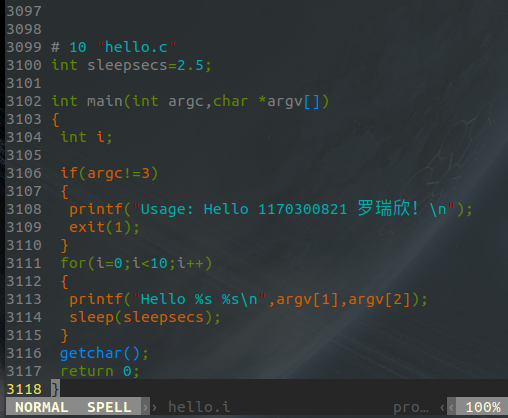 3097
3098
3099 # 10 "hello.c"
3100 int sleepsecs=2.5;
3101
3102 int main(int argc,char *argv[])
3103 {
3104  int i;
3105
3106  if(argc!=3)
3107  {
3108   printf("Usage: Hello 1170300821 罗瑞欣！\n");
3109   exit(1);
3110  }
3111  for(i=0;i<10;i++)
3112  {
3113   printf("Hello %s %s\n",argv[1],argv[2]);
3114   sleep(sleepsecs);
3115  }
3116  getchar();
3117  return 0;
3118 }
NORMAL SPELL hello.i pro… 100%